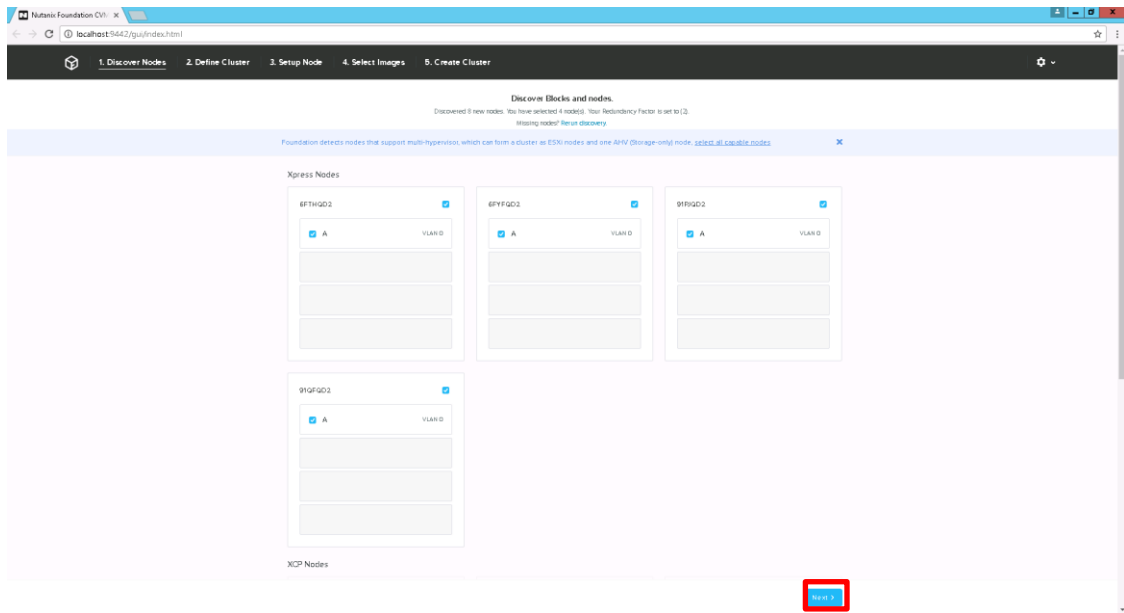 Nutanix Foundation CVM
localhost:9442/gui/index.html
1. Discover Nodes 2. Define Cluster 3. Setup Node 4. Select Images 5. Create Cluster
Discover Blocks and nodes.
Discovered 8 new nodes. You have selected 4 node(s). Your Redundancy Factor is set to (2).
Missing nodes? Rerun discovery
Foundation detects nodes that support multi-hypervisor, which can form a cluster as ESXi nodes and one AHV (Storage-only) node, select all capable nodes
Xpress Nodes
6FTHQD2 6FYFQD2 91RJQD2
A VLAN 0 A VLAN 0 A VLAN 0
91QFQD2
A VLAN 0
XCP Nodes
Next >